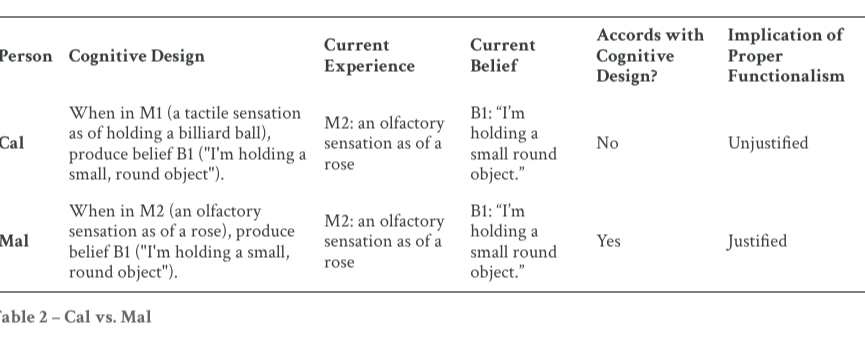 Person Cognitive Design Current Experience Current Belief Accords with Cognitive Design? Implication of Proper Functionalism
Cal
When in M1 (a tactile sensation
as of holding a billiard ball),
produce belief B1 ("I'm holding a
small, round object").
M2: an olfactory
sensation as of a
rose
B1: “I'm
holding a
small round
object.”
No
Unjustified
Mal
When in M2 (an olfactory
sensation as of a rose), produce
belief B1 ("I'm holding a small,
round object").
M2: an olfactory
sensation as of a
rose
B1: “I'm
holding a
small round
object.”
Yes
Justified
Table 2 – Cal vs. Mal